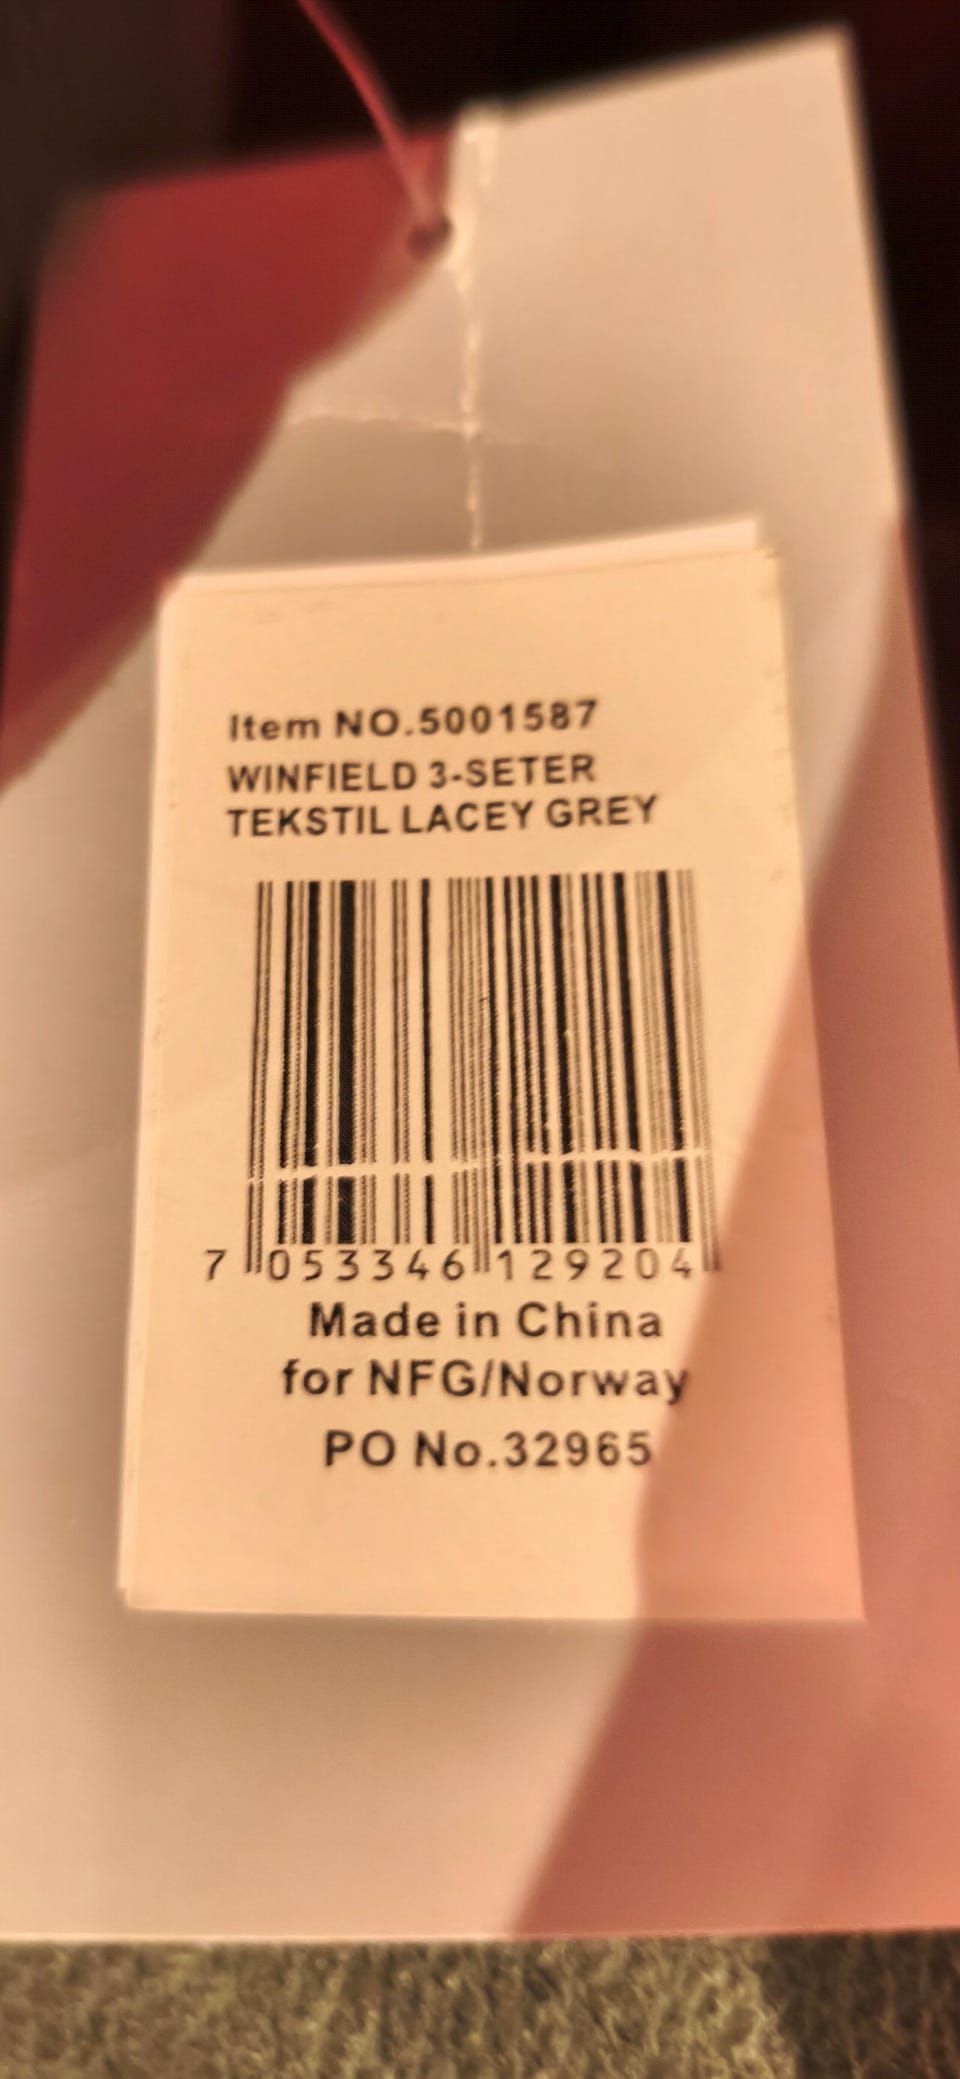 Item NO.5001587
WINFIELD 3-SETER
TEKSTIL LACEY GREY
7 053346 129204
Made in China
for NFG/Norway
PO No.32965